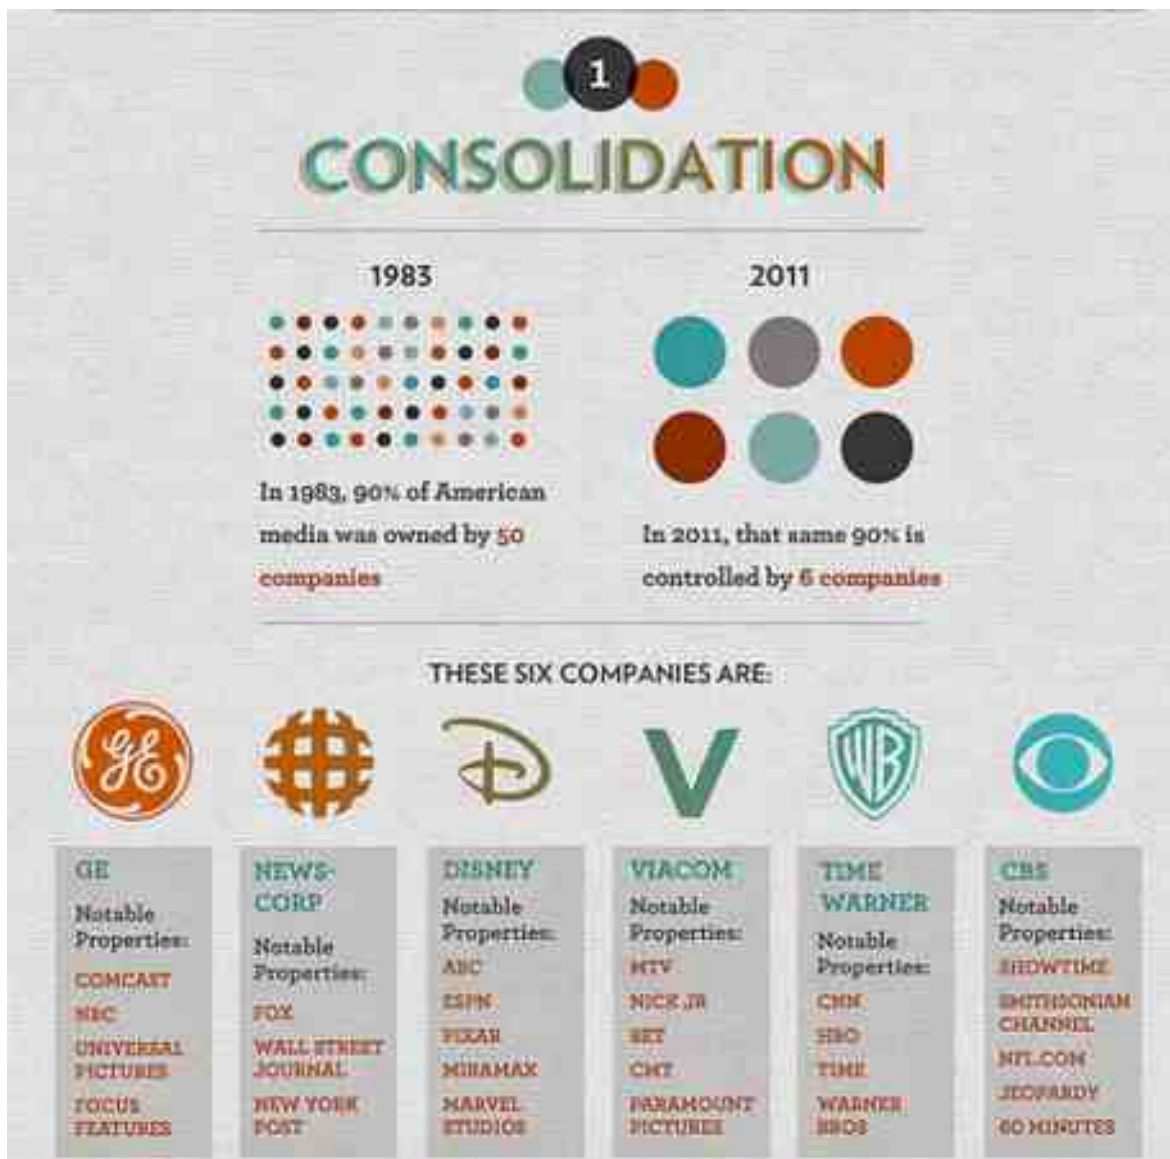 1
CONSOLIDATION
1983
2011
In 1983, 90% of American
media was owned by 50
companies
In 2011, that same 90% is
controlled by 6 companies
THESE SIX COMPANIES ARE:
GE
WB
GE
Notable
Properties:
COMCAST
NBC
UNIVERSAL
PICTURES
FOCUS
FEATURES
NEWS-
CORP
Notable
Properties:
FOX
WALL STREET
JOURNAL
NEW YORK
POST
DISNEY
Notable
Properties:
ABC
ESPN
PIXAR
MIRAMAX
MARVEL
STUDIOS
VIACOM
Notable
Properties:
MTV
NICK JR
BET
CMT
PARAMOUNT
PICTURES
TIME
WARNER
Notable
Properties:
CNN
HBO
TIME
WARNER
BROS
CBS
Notable
Properties:
SHOWTIME
SMITHSONIAN
CHANNEL
NFL.COM
JEOPARDY
60 MINUTES